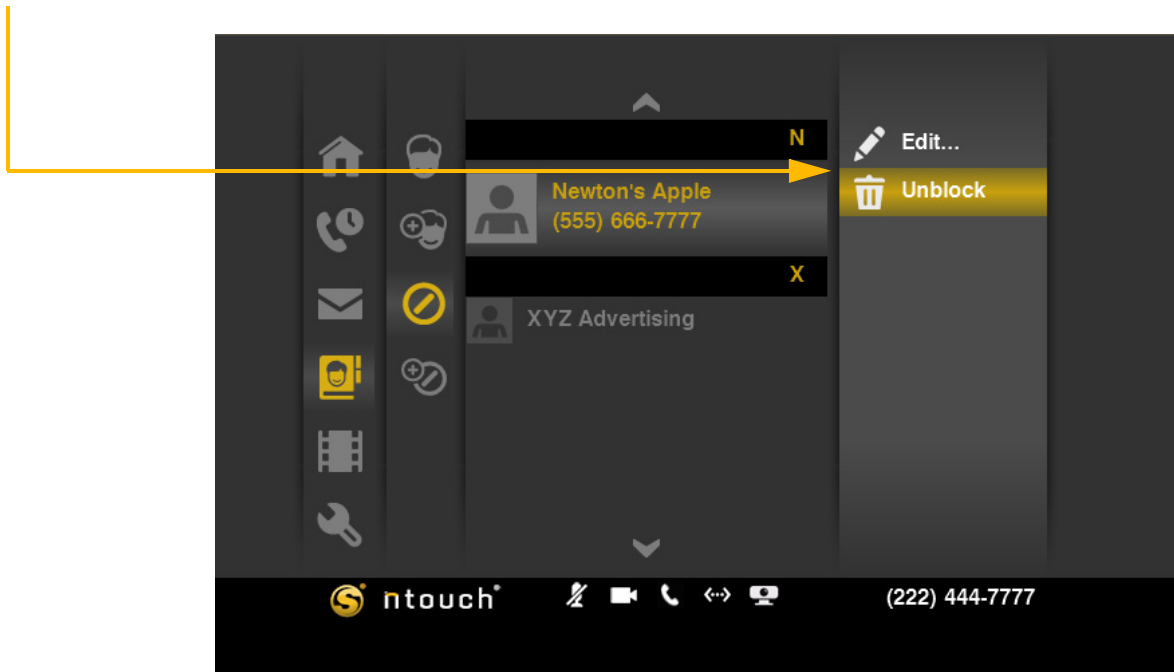 N
Edit...
Newton's Apple
(555) 666-7777
Unblock
X
XYZ Advertising
ntouch®
(222) 444-7777